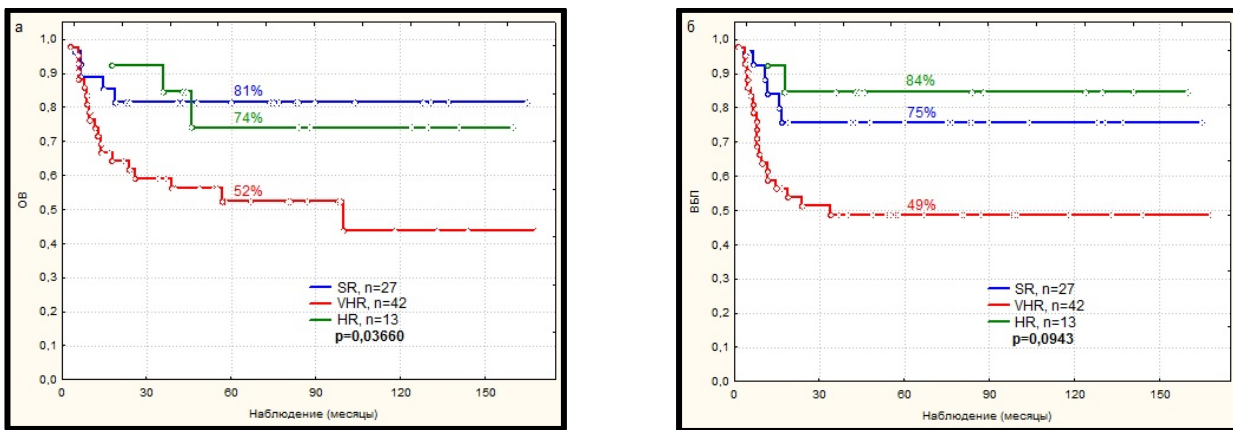 а
1,0
0,9
0,8
0,7
0,6
0,5
0,4
0,3
0,2
0,1
0,0
ОВ
81%
74%
52%
SR, n=27
VHR, n=42
HR, n=13
p=0,03660
0 30 60 90 120 150
Наблюдение (месяцы)
б
1,0
0,9
0,8
0,7
0,6
0,5
0,4
0,3
0,2
0,1
0,0
ВБП
84%
75%
49%
SR, n=27
VHR, n=42
HR, n=13
p=0,0943
0 30 60 90 120 150
Наблюдение (месяцы)